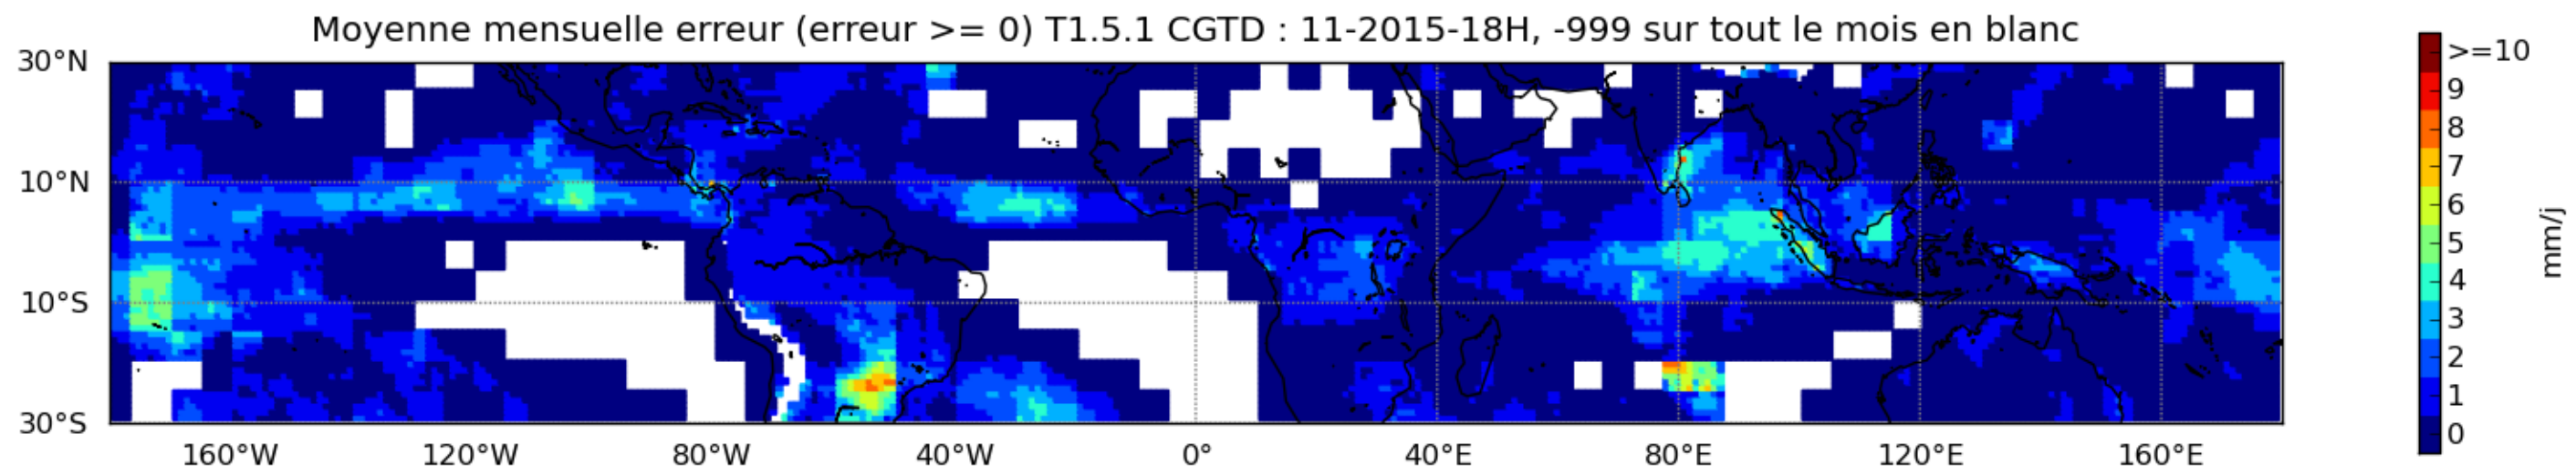 Moyenne mensuelle erreur (erreur >= 0) T1.5.1 CGTD : 11-2015-18H, -999 sur tout le mois en blanc
30°N
10°N
10°S
30°S
160°W 120°W 80°W 40°W 0° 40°E 80°E 120°E 160°E
>=10
9
8
7
6
5
4
3
2
1
0
mm/j